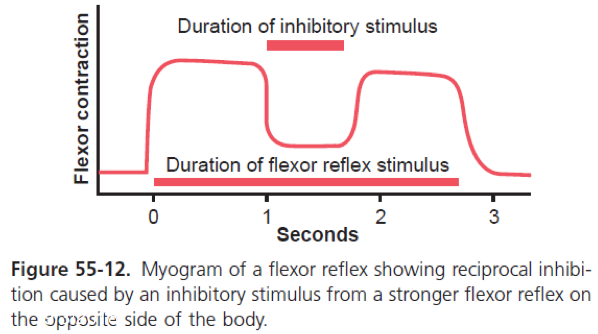 Duration of inhibitory stimulus
Flexor contraction
Duration of flexor reflex stimulus
0 1 2 3
Seconds
Figure 55-12. Myogram of a flexor reflex showing reciprocal inhibi-
tion caused by an inhibitory stimulus from a stronger flexor reflex on
the opposite side of the body.